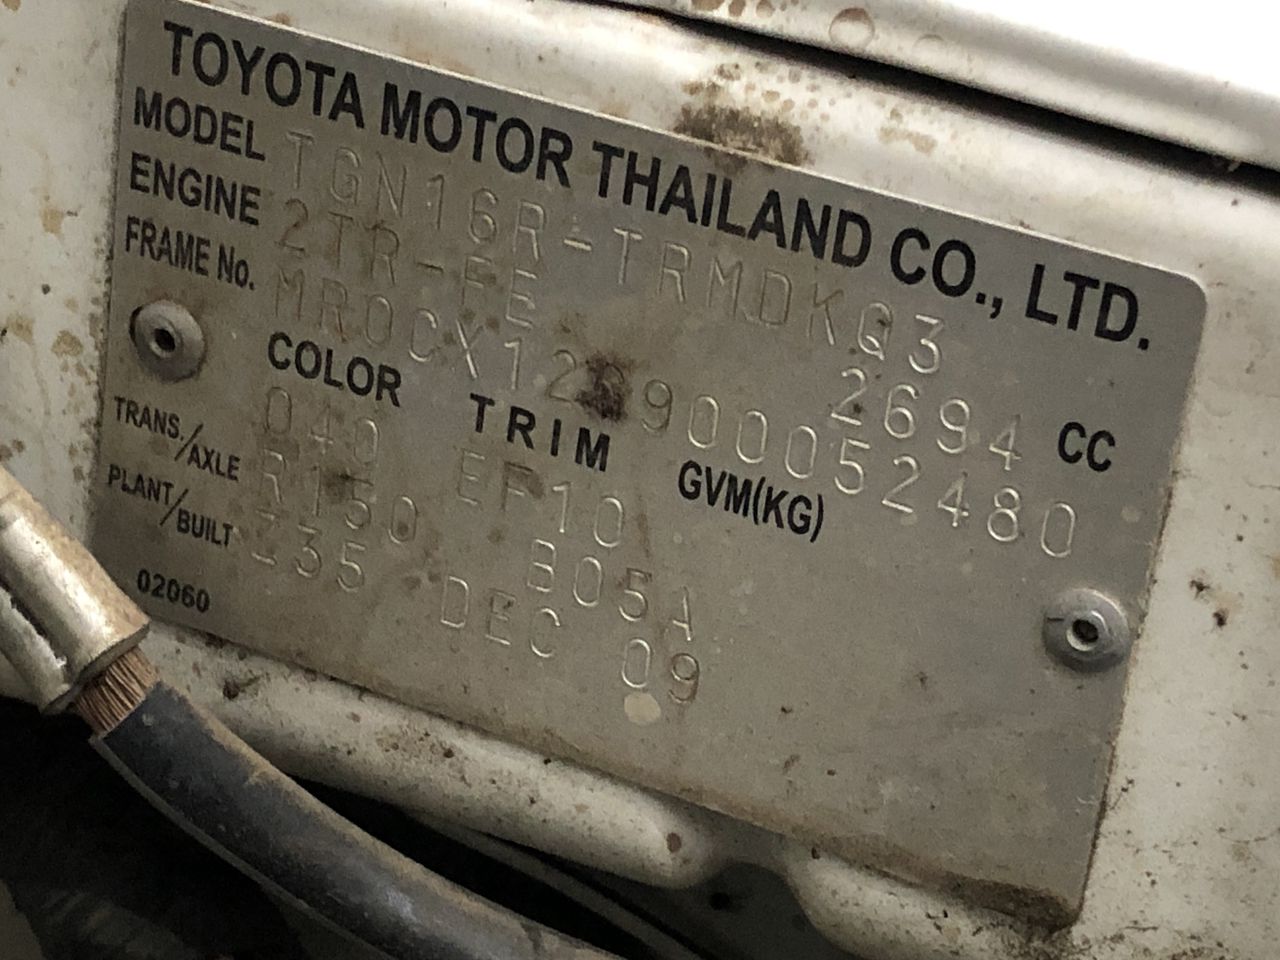 TOYOTA MOTOR THAILAND CO., LTD.
MODEL TGN16R-TRMDKQ3
ENGINE 2TR-FE 2694 CC
FRAME No. MR0CX12G900052480
COLOR TRIM GVM(KG)
040 EF10
TRANS./AXLE R150 B05A
PLANT/BUILT Z35 DEC 09
02060